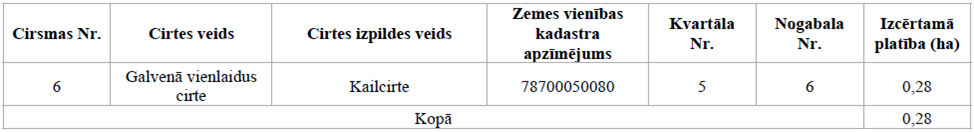 Cirsmas Nr. Cirtes veids Cirtes izpildes veids Zemes vienības kadastra apzīmējums Kvartāla Nr. Nogabala Nr. Izcērtamā platība (ha)
6 Galvenā vienlaidus cirte Kailcirte 78700050080 5 6 0,28
Kopā 0,28